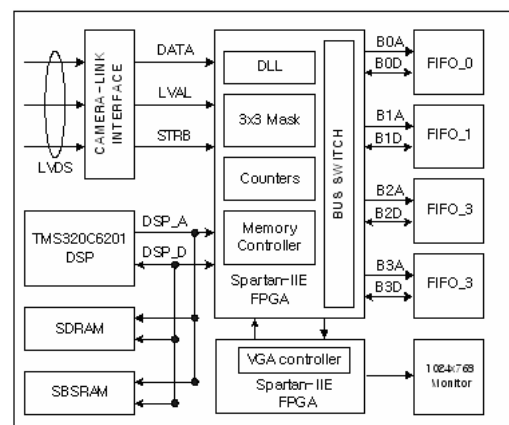 LVDS
CAMERA-LINK
INTERFACE
DATA
LVAL
STRB
DLL
3x3 Mask
Counters
Memory
Controller
Spartan-IIE
FPGA
BUS SWITCH
B0A
B0D
FIFO_0
B1A
B1D
FIFO_1
B2A
B2D
FIFO_3
B3A
B3D
FIFO_3
TMS320C6201
DSP
DSP_A
DSP_D
SDRAM
SBSRAM
VGA controller
Spartan-IIE
FPGA
1024x768
Monitor